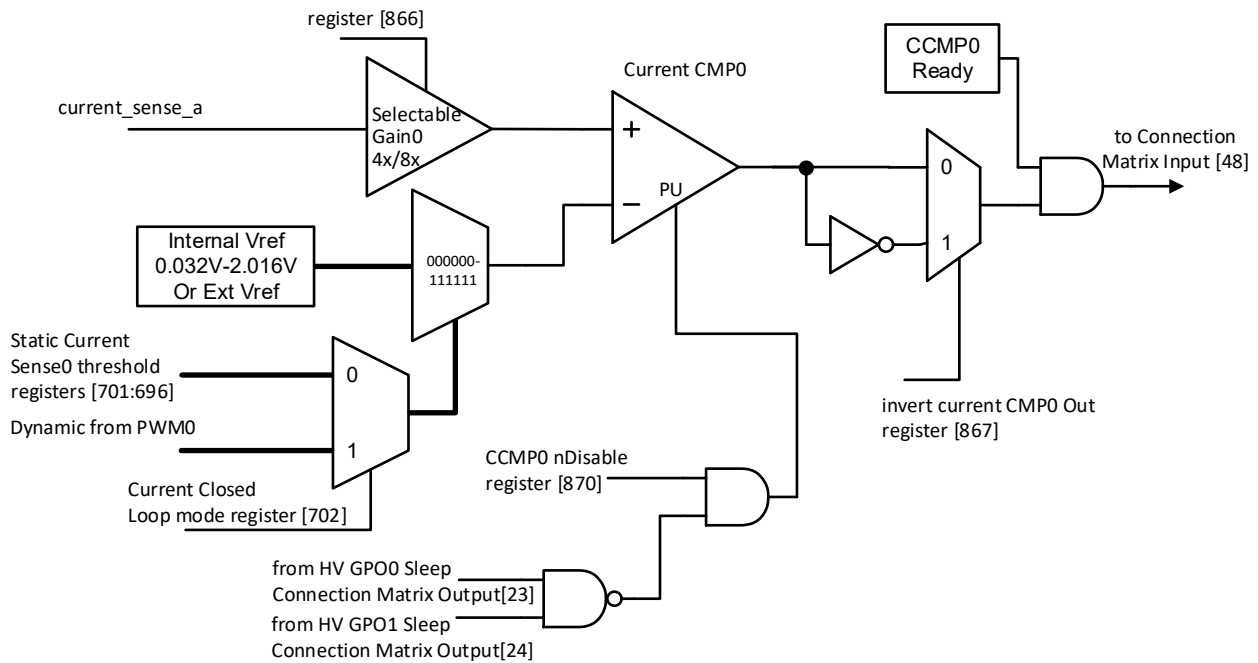 register [866]
Current CMP0
CCMP0
Ready
current_sense_a
Selectable
Gain0
4x/8x
+
−
PU
0
1
to Connection
Matrix Input [48]
Internal Vref
0.032V-2.016V
Or Ext Vref
000000-
111111
Static Current
Sense0 threshold
registers [701:696]
0
Dynamic from PWM0
1
Current Closed
Loop mode register [702]
invert current CMP0 Out
register [867]
CCMP0 nDisable
register [870]
from HV GPO0 Sleep
Connection Matrix Output[23]
from HV GPO1 Sleep
Connection Matrix Output[24]